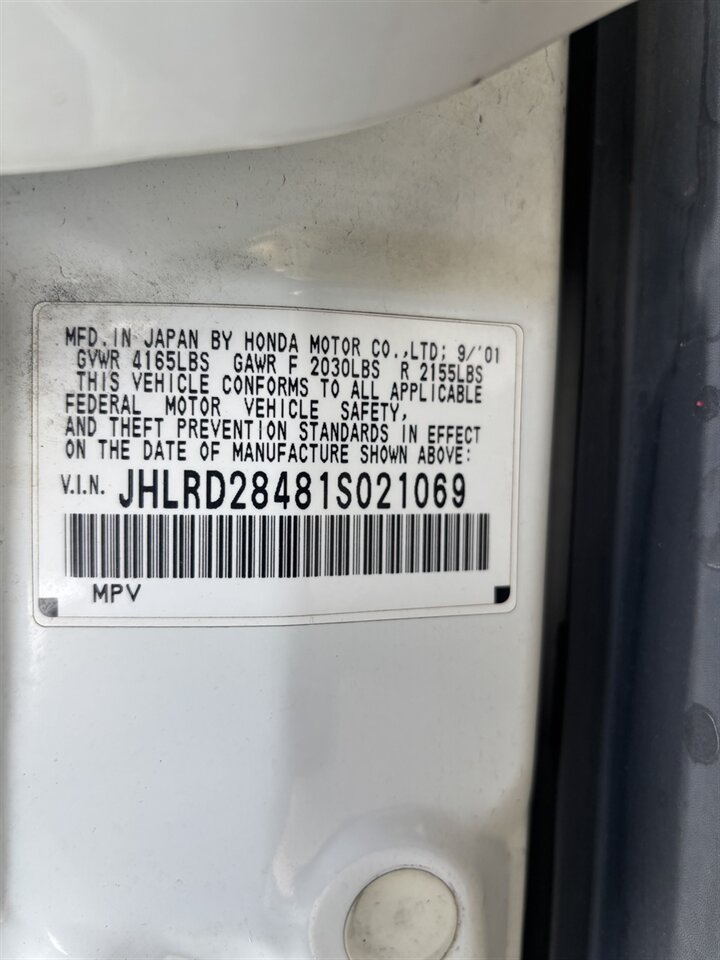 MFD.IN JAPAN BY HONDA MOTOR CO.,LTD; 9/'01
GVWR 4165LBS GAWR F 2030LBS R 2155LBS
THIS VEHICLE CONFORMS TO ALL APPLICABLE
FEDERAL MOTOR VEHICLE SAFETY,
AND THEFT PREVENTION STANDARDS IN EFFECT
ON THE DATE OF MANUFACTURE SHOWN ABOVE:
V.I.N. JHLRD28481S021069
MPV